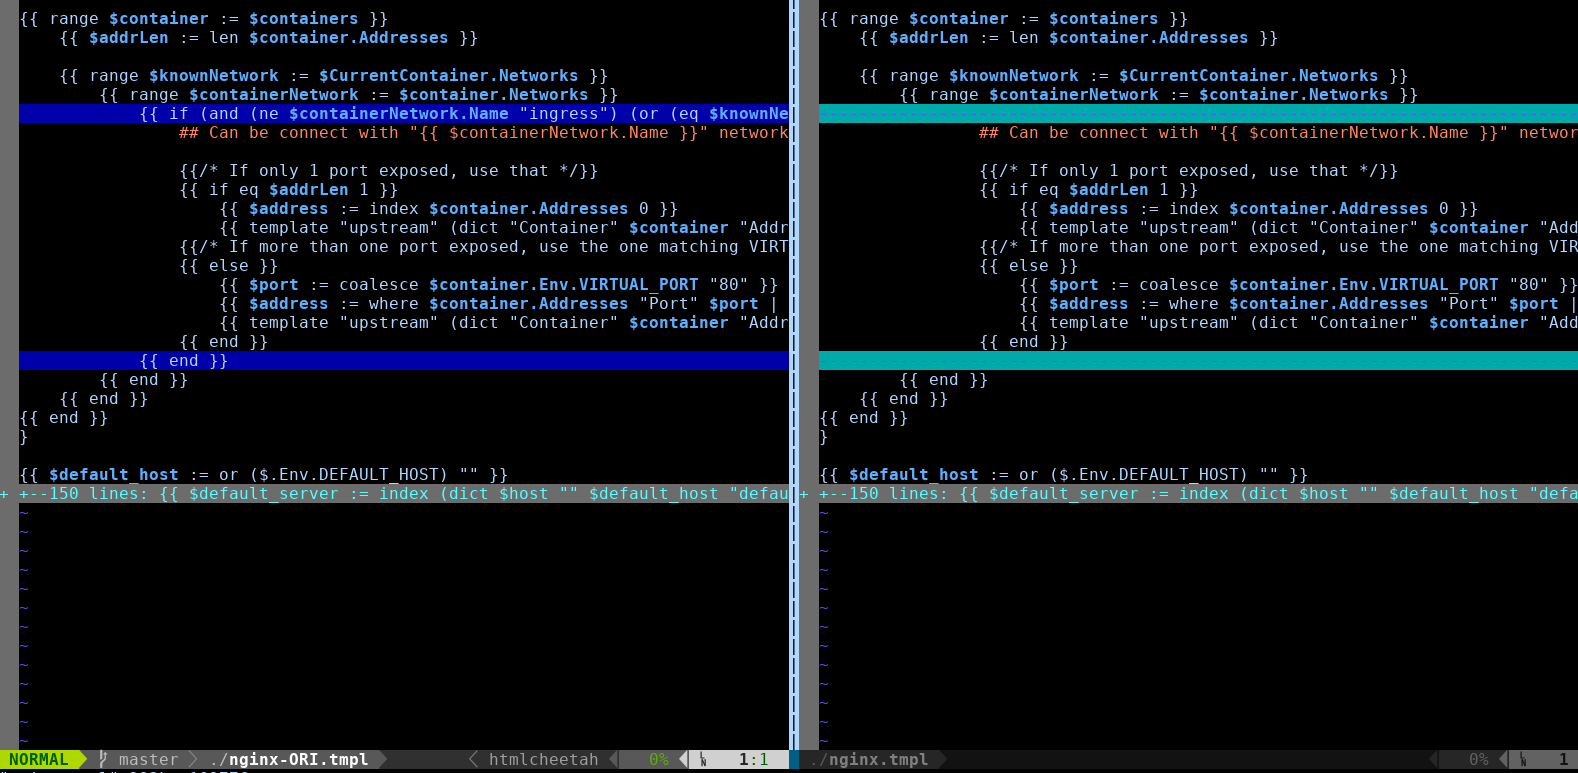 {{ range $container := $containers }}
{{ $addrLen := len $container.Addresses }}
{{ range $knownNetwork := $CurrentContainer.Networks }}
{{ range $containerNetwork := $container.Networks }}
{{ if (and (ne $containerNetwork.Name "ingress") (or (eq $knownNe
## Can be connect with "{{ $containerNetwork.Name }}" network
{{/* If only 1 port exposed, use that */}}
{{ if eq $addrLen 1 }}
{{ $address := index $container.Addresses 0 }}
{{ template "upstream" (dict "Container" $container "Addr
{{/* If more than one port exposed, use the one matching VIRT
{{ else }}
{{ $port := coalesce $container.Env.VIRTUAL_PORT "80" }}
{{ $address := where $container.Addresses "Port" $port |
{{ template "upstream" (dict "Container" $container "Addr
{{ end }}
{{ end }}
{{ end }}
{{ end }}
{{ end }}
}
{{ $default_host := or ($.Env.DEFAULT_HOST) "" }}
+ +--150 lines: {{ $default_server := index (dict $host "" $default_host "defau
~
~
~
~
~
~
~
~
~
~
~
~
~
NORMAL master ./nginx-ORI.tmpl htmlcheetah 0% 1:1
{{ range $container := $containers }}
{{ $addrLen := len $container.Addresses }}
{{ range $knownNetwork := $CurrentContainer.Networks }}
{{ range $containerNetwork := $container.Networks }}
## Can be connect with "{{ $containerNetwork.Name }}" networ
{{/* If only 1 port exposed, use that */}}
{{ if eq $addrLen 1 }}
{{ $address := index $container.Addresses 0 }}
{{ template "upstream" (dict "Container" $container "Add
{{/* If more than one port exposed, use the one matching VIR
{{ else }}
{{ $port := coalesce $container.Env.VIRTUAL_PORT "80" }}
{{ $address := where $container.Addresses "Port" $port |
{{ template "upstream" (dict "Container" $container "Add
{{ end }}
{{ end }}
{{ end }}
{{ end }}
}
{{ $default_host := or ($.Env.DEFAULT_HOST) "" }}
+ +--150 lines: {{ $default_server := index (dict $host "" $default_host "defa
~
~
~
~
~
~
~
~
~
~
~
~
~
./nginx.tmpl 0% 1